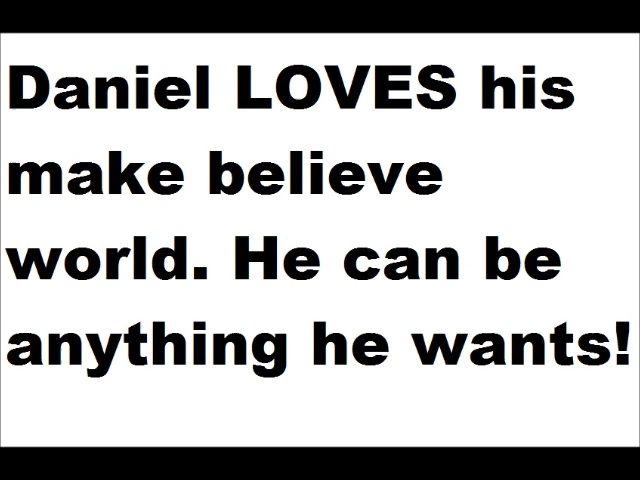 Daniel LOVES his
make believe
world. He can be
anything he wants!